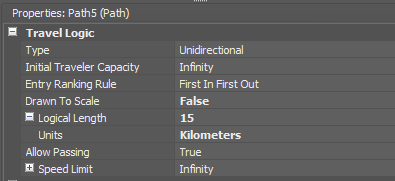 Properties: Path5 (Path)
Travel Logic
Type Unidirectional
Initial Traveler Capacity Infinity
Entry Ranking Rule First In First Out
Drawn To Scale False
Logical Length 15
Units Kilometers
Allow Passing True
Speed Limit Infinity